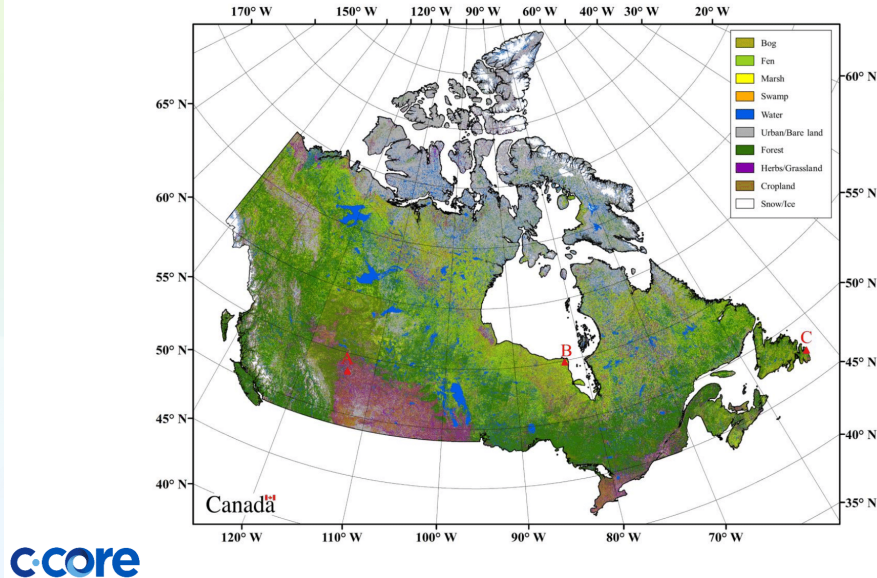 170° W 150° W 120° W 90° W 60° W 40° W 30° W 20° W
Bog
Fen
Marsh
Swamp
Water
Urban/Bare land
Forest
Herbs/Grassland
Cropland
Snow/Ice
65° N
60° N
55° N
50° N
45° N
40° N
60° N
55° N
50° N
45° N
40° N
35° N
A
B
C
Canada
120° W 110° W 100° W 90° W 80° W 70° W
c-core